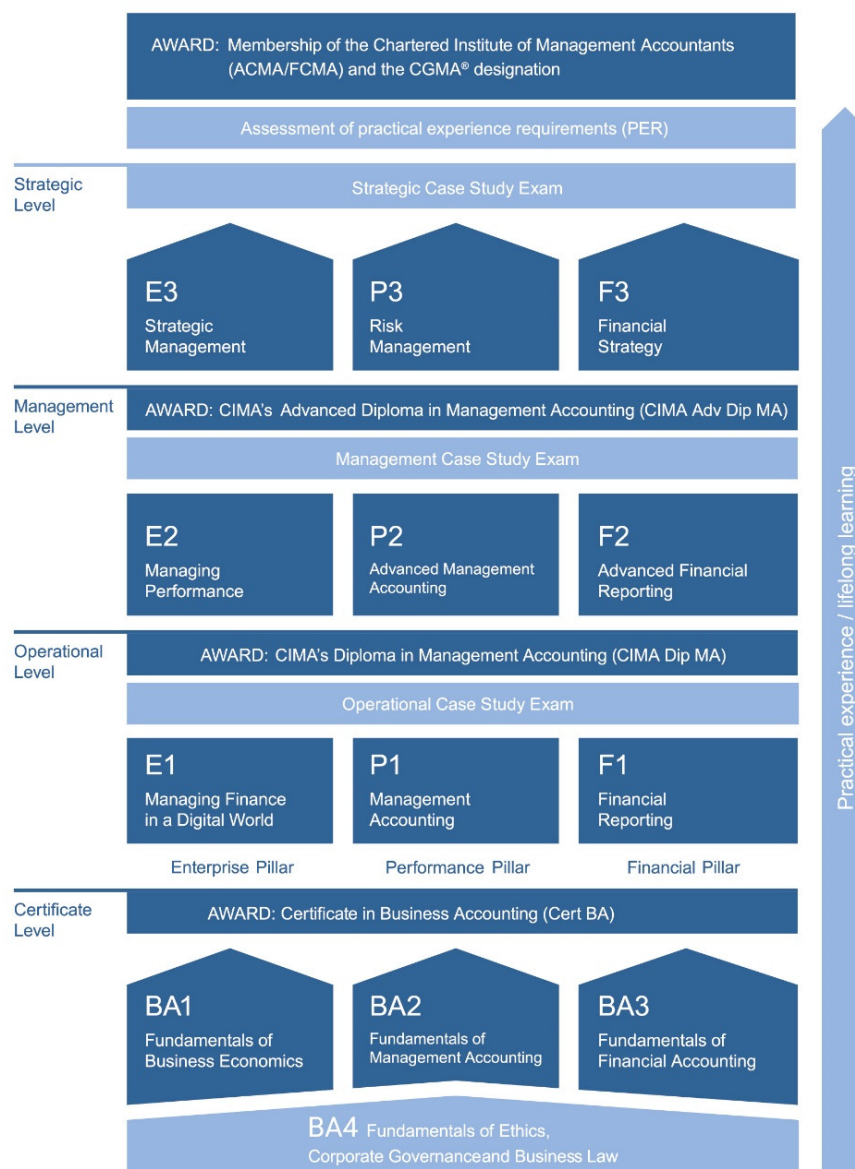 AWARD: Membership of the Chartered Institute of Management Accountants
(ACMA/FCMA) and the CGMA® designation
Assessment of practical experience requirements (PER)
Strategic
Level
Strategic Case Study Exam
E3
Strategic
Management
P3
Risk
Management
F3
Financial
Strategy
Management
Level
AWARD: CIMA's Advanced Diploma in Management Accounting (CIMA Adv Dip MA)
Management Case Study Exam
E2
Managing
Performance
P2
Advanced Management
Accounting
F2
Advanced Financial
Reporting
Operational
Level
AWARD: CIMA's Diploma in Management Accounting (CIMA Dip MA)
Operational Case Study Exam
E1
Managing Finance
in a Digital World
P1
Management
Accounting
F1
Financial
Reporting
Enterprise Pillar
Performance Pillar
Financial Pillar
Certificate
Level
AWARD: Certificate in Business Accounting (Cert BA)
BA1
Fundamentals of
Business Economics
BA2
Fundamentals of
Management Accounting
BA3
Fundamentals of
Financial Accounting
BA4 Fundamentals of Ethics,
Corporate Governanceand Business Law
Practical experience / lifelong learning